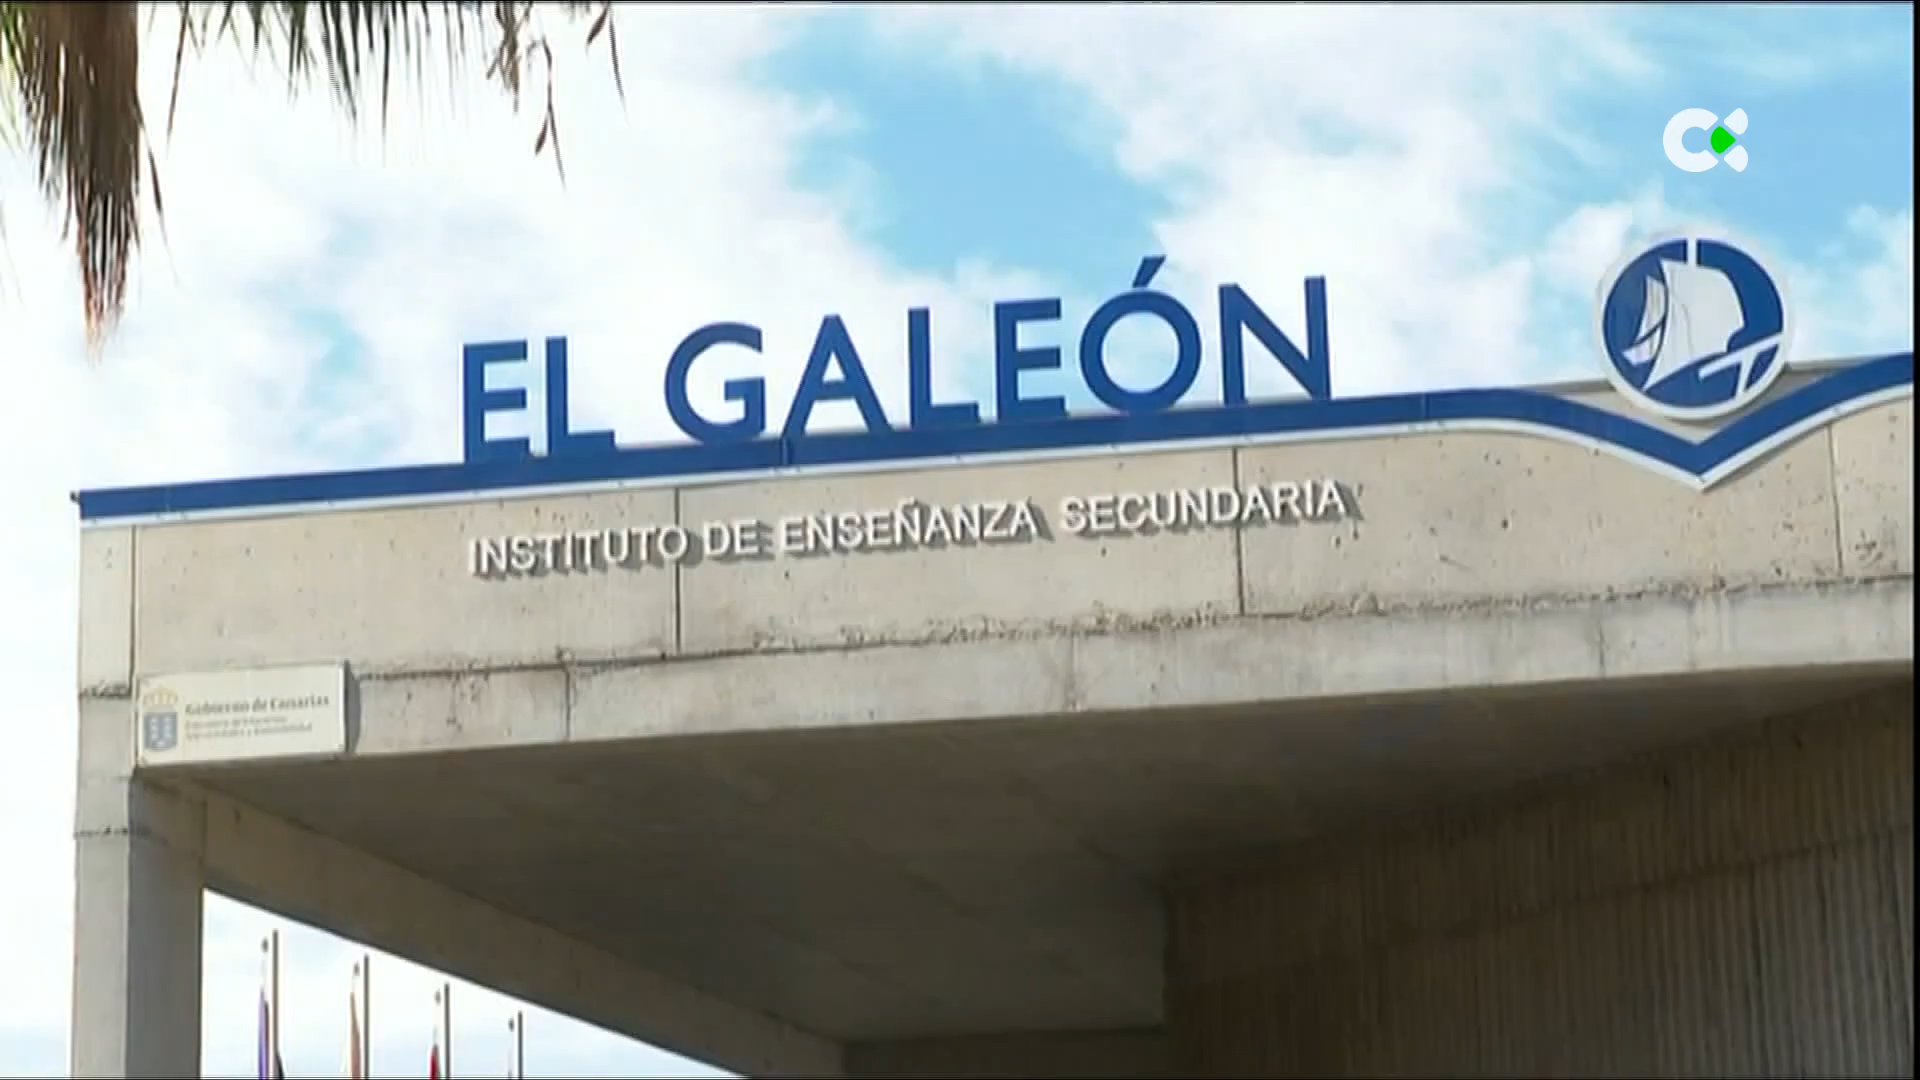 EL GALEÓN
INSTITUTO DE ENSEÑANZA SECUNDARIA
Gobierno de Canarias